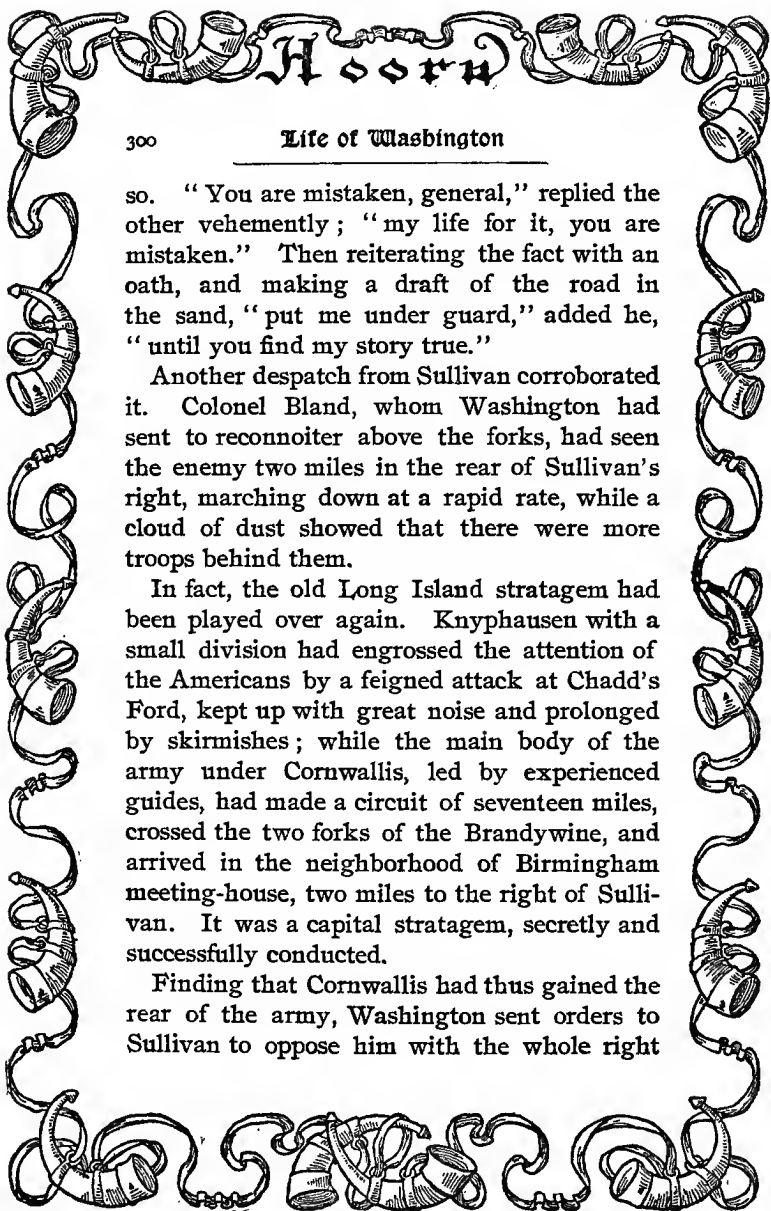 Hoorn
300 Life of Washington
so. “ You are mistaken, general,” replied the
other vehemently ; “ my life for it, you are
mistaken.” Then reiterating the fact with an
oath, and making a draft of the road in
the sand, “ put me under guard,” added he,
“ until you find my story true.”
Another despatch from Sullivan corroborated
it. Colonel Bland, whom Washington had
sent to reconnoiter above the forks, had seen
the enemy two miles in the rear of Sullivan’s
right, marching down at a rapid rate, while a
cloud of dust showed that there were more
troops behind them.
In fact, the old Long Island stratagem had
been played over again. Knyphausen with a
small division had engrossed the attention of
the Americans by a feigned attack at Chadd’s
Ford, kept up with great noise and prolonged
by skirmishes ; while the main body of the
army under Cornwallis, led by experienced
guides, had made a circuit of seventeen miles,
crossed the two forks of the Brandywine, and
arrived in the neighborhood of Birmingham
meeting-house, two miles to the right of Sulli-
van. It was a capital stratagem, secretly and
successfully conducted.
Finding that Cornwallis had thus gained the
rear of the army, Washington sent orders to
Sullivan to oppose him with the whole right